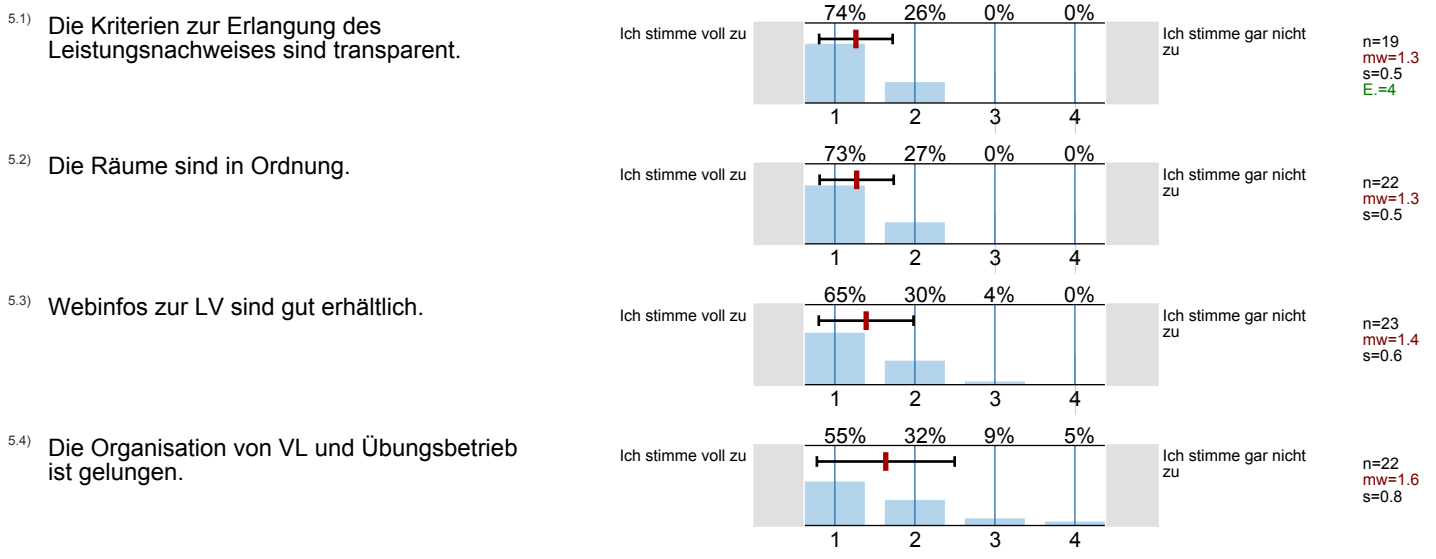 5.1) Die Kriterien zur Erlangung des
Leistungsnachweises sind transparent.
Ich stimme voll zu
74% 26% 0% 0%
1 2 3 4
Ich stimme gar nicht
zu
n=19
mw=1.3
s=0.5
E.=4
5.2) Die Räume sind in Ordnung.
Ich stimme voll zu
73% 27% 0% 0%
1 2 3 4
Ich stimme gar nicht
zu
n=22
mw=1.3
s=0.5
5.3) Webinfos zur LV sind gut erhältlich.
Ich stimme voll zu
65% 30% 4% 0%
1 2 3 4
Ich stimme gar nicht
zu
n=23
mw=1.4
s=0.6
5.4) Die Organisation von VL und Übungsbetrieb
ist gelungen.
Ich stimme voll zu
55% 32% 9% 5%
1 2 3 4
Ich stimme gar nicht
zu
n=22
mw=1.6
s=0.8